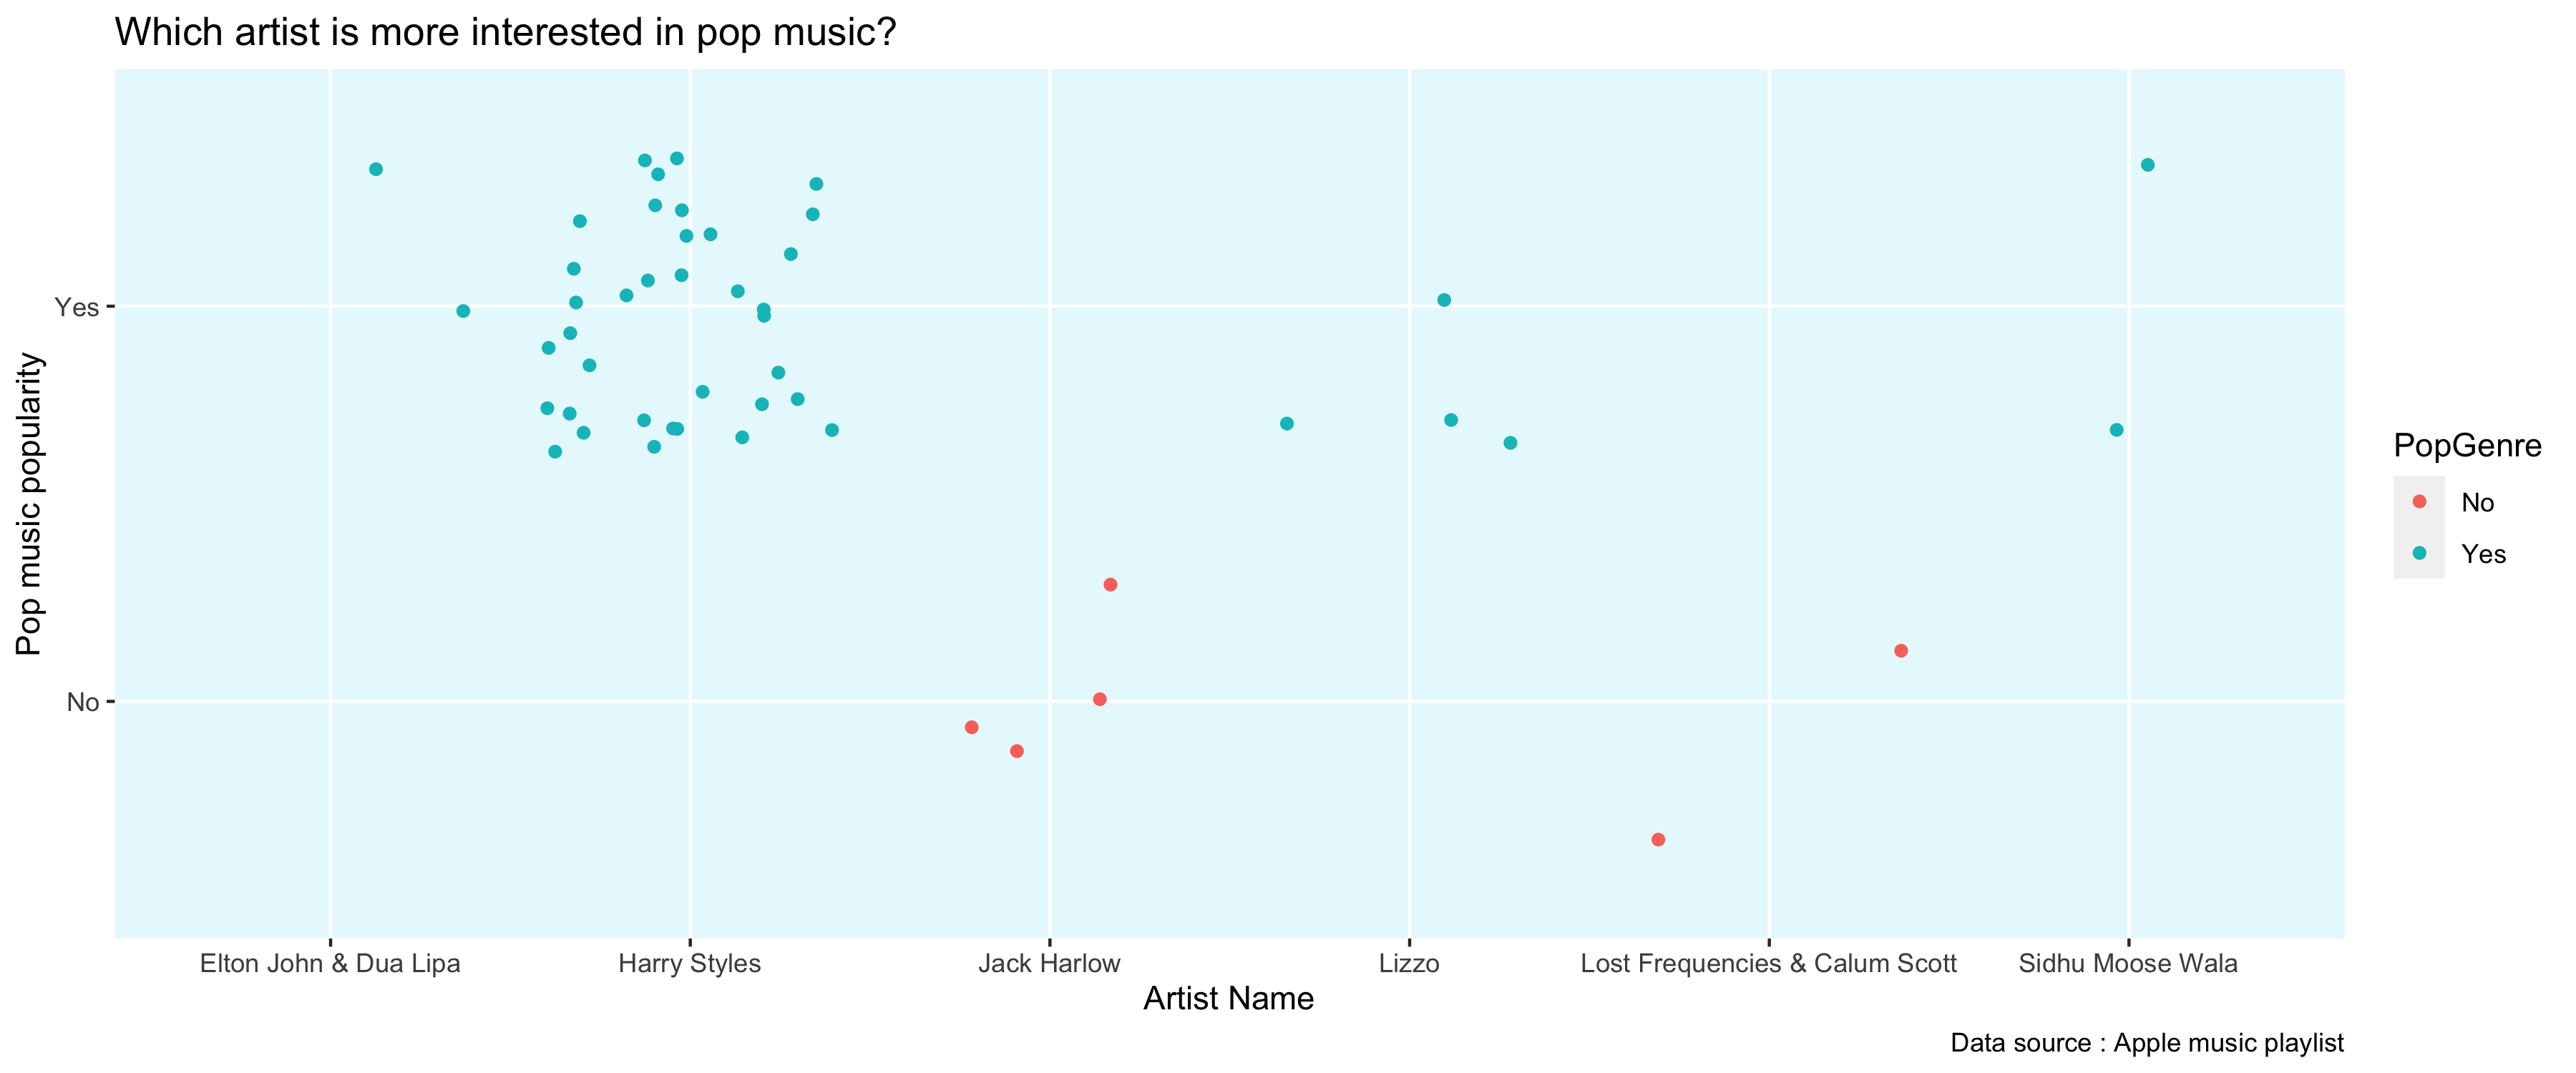 Which artist is more interested in pop music?
Pop music popularity
Yes
No
PopGenre
No
Yes
Elton John & Dua Lipa
Harry Styles
Jack Harlow
Lizzo
Lost Frequencies & Calum Scott
Sidhu Moose Wala
Artist Name
Data source : Apple music playlist